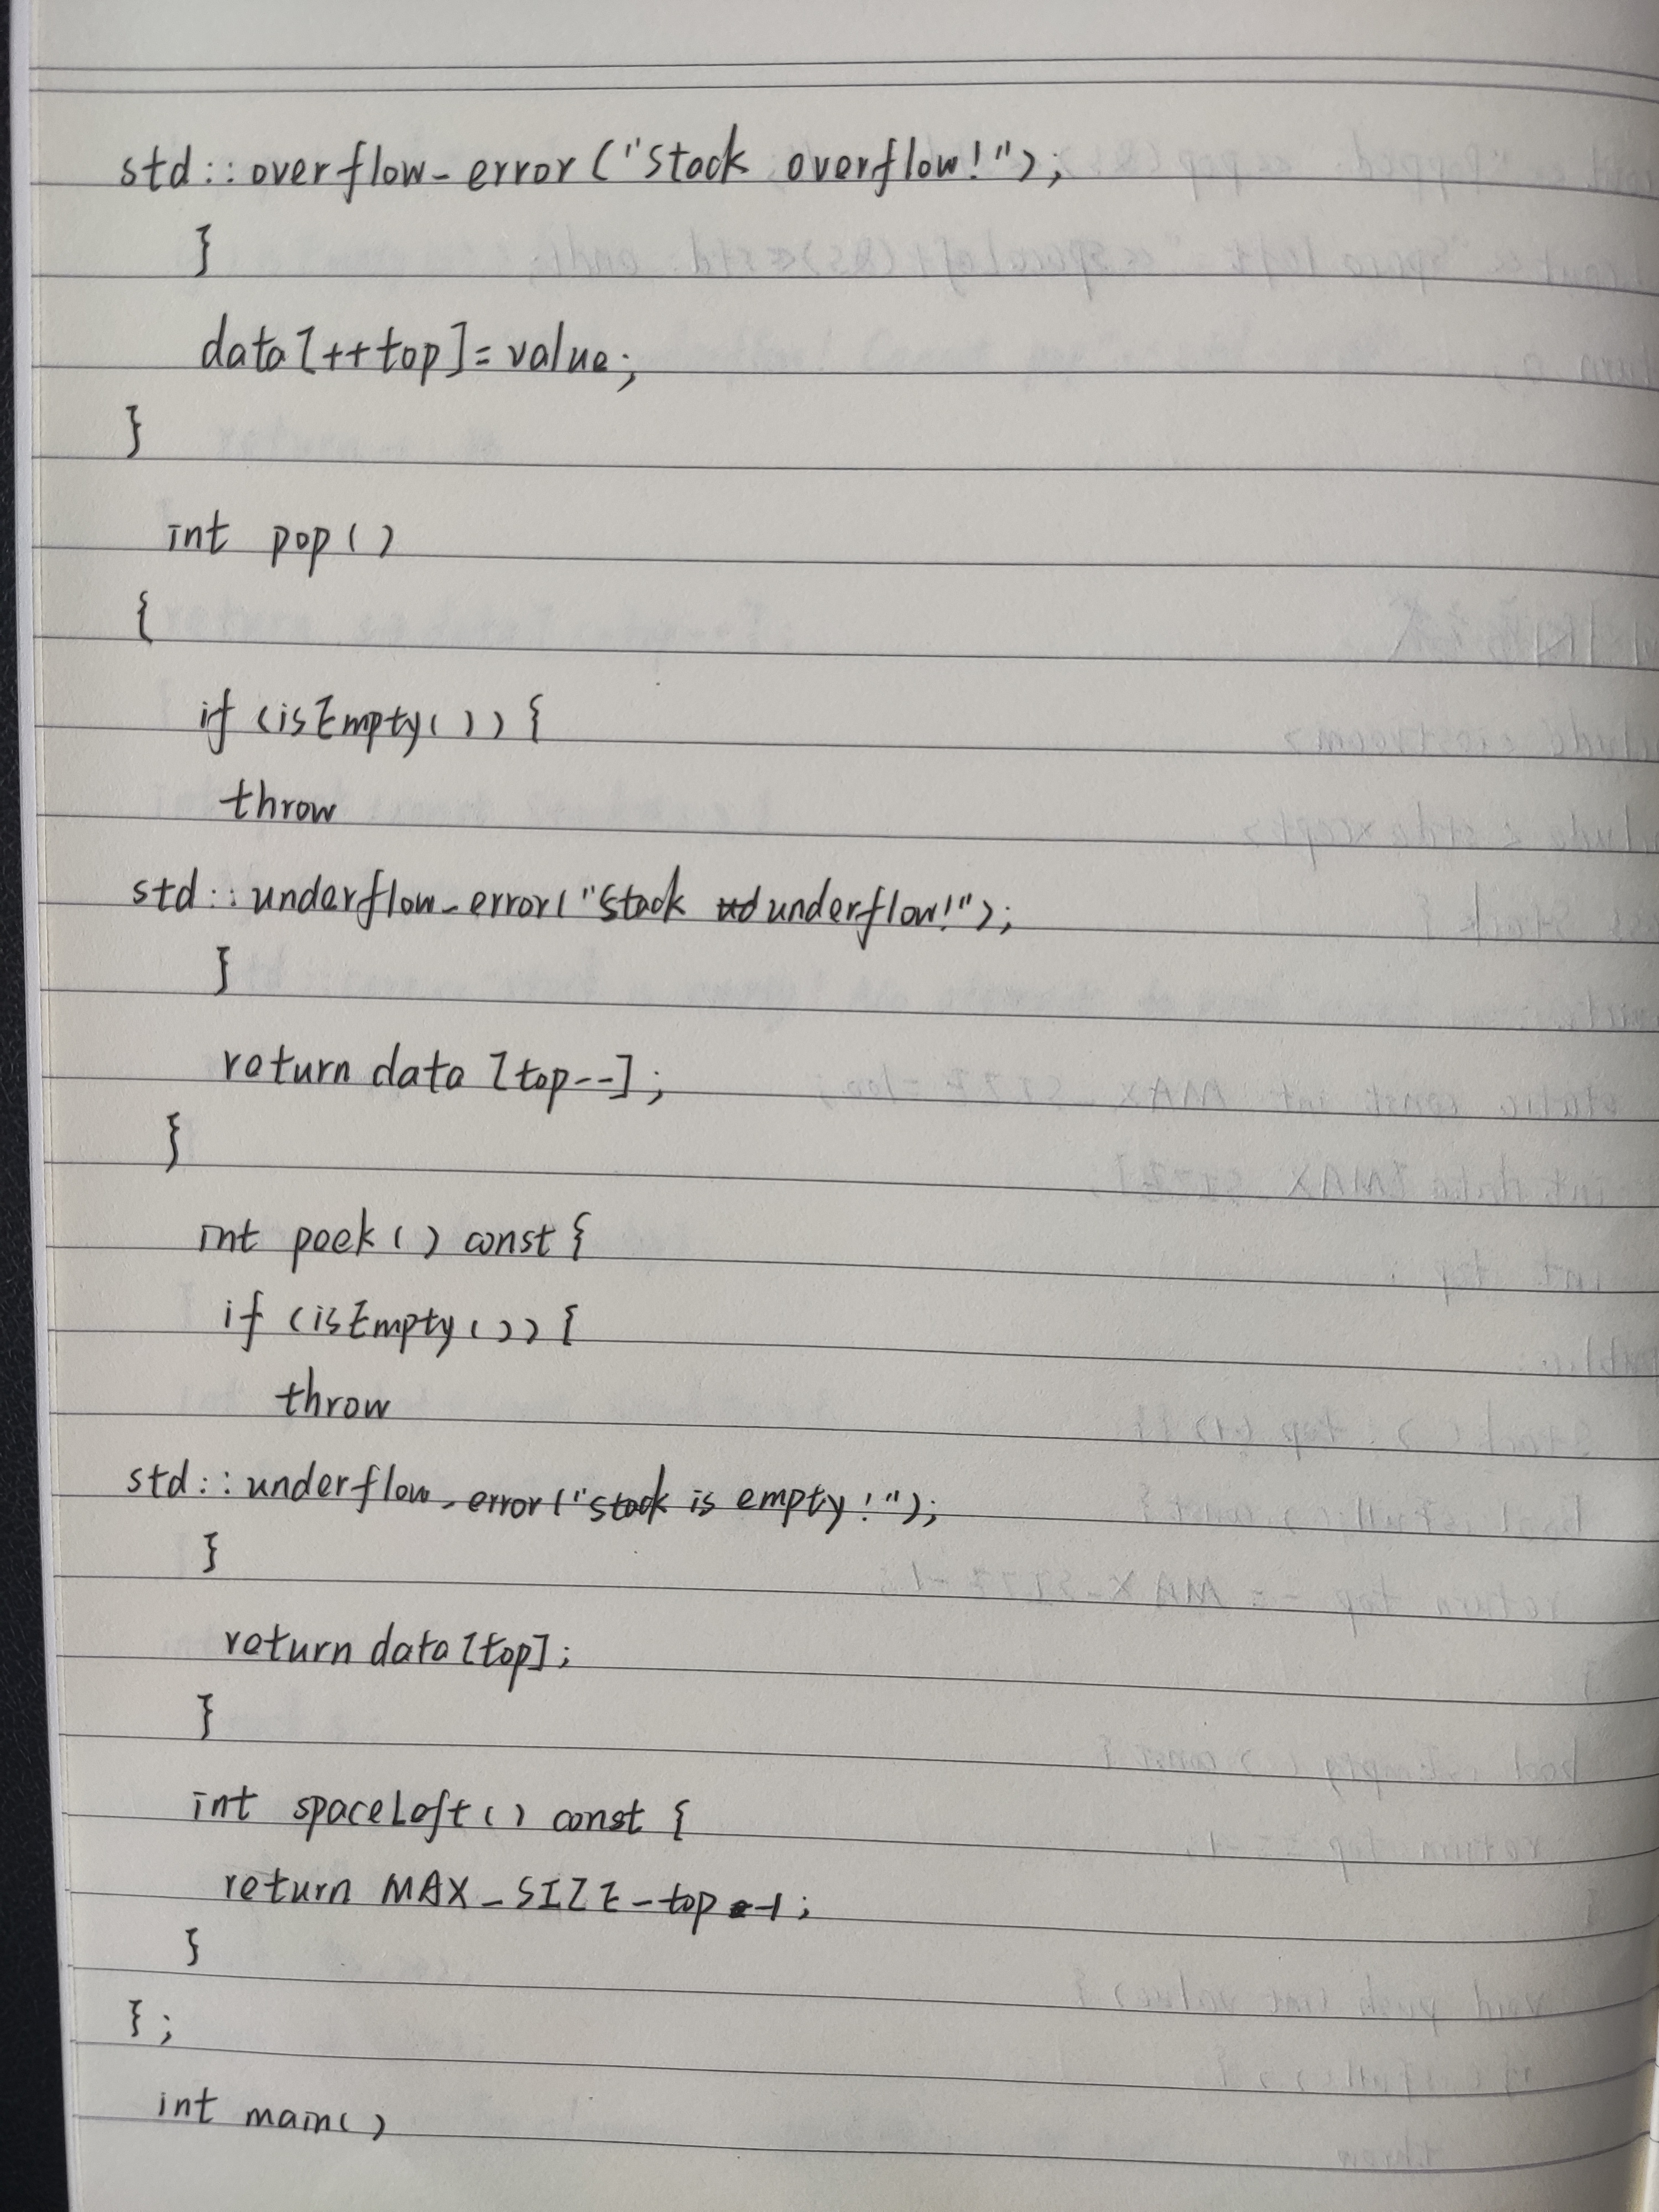 std::overflow_error("Stack overflow!");
}
data[++top]=value;
}
int pop()
{
if (isEmpty()) {
throw
std::underflow_error("Stack underflow!");
}
return data [top--];
}
int peek() const {
if (isEmpty()) {
throw
std::underflow_error("stack is empty!");
}
return data[top];
}
int spaceLeft() const {
return MAX_SIZE-top-1;
}
};
int main()